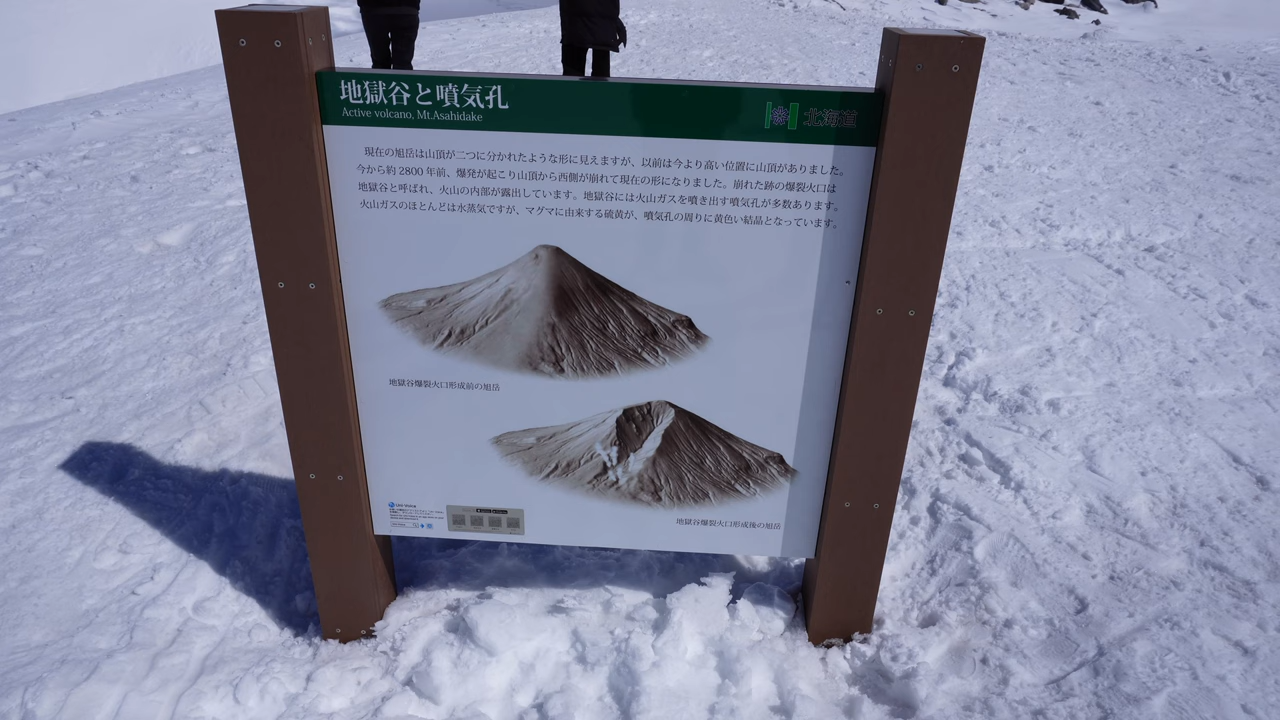 地獄谷と噴気孔
Active volcano, Mt.Asahidake
北海道
現在の旭岳は山頂が二つに分かれたような形に見えますが、以前は今より高い位置に山頂がありました。
今から約2800年前、爆発が起こり山頂から西側が崩れて現在の形になりました。崩れた跡の爆裂火口は
地獄谷と呼ばれ、火山の内部が露出しています。地獄谷には火山ガスを噴き出す噴気孔が多数あります。
火山ガスのほとんどは水蒸気ですが、マグマに由来する硫黄が、噴気孔の周りに黄色い結晶となっています。
地獄谷爆裂火口形成前の旭岳
地獄谷爆裂火口形成後の旭岳